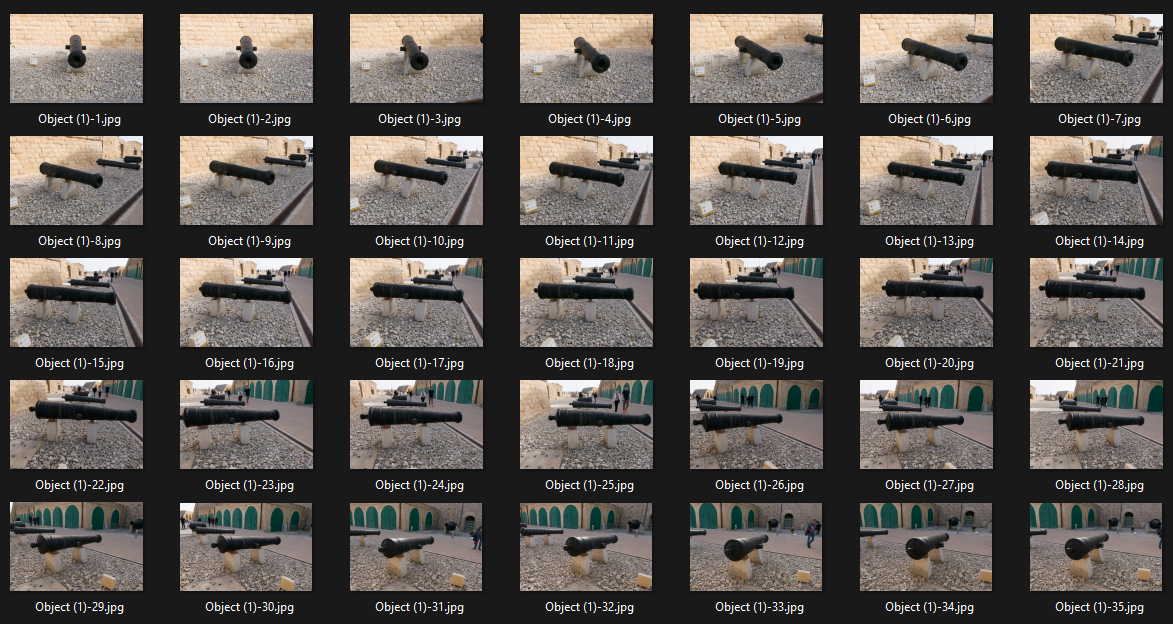 Object (1)-1.jpg Object (1)-2.jpg Object (1)-3.jpg Object (1)-4.jpg Object (1)-5.jpg Object (1)-6.jpg Object (1)-7.jpg
Object (1)-8.jpg Object (1)-9.jpg Object (1)-10.jpg Object (1)-11.jpg Object (1)-12.jpg Object (1)-13.jpg Object (1)-14.jpg
Object (1)-15.jpg Object (1)-16.jpg Object (1)-17.jpg Object (1)-18.jpg Object (1)-19.jpg Object (1)-20.jpg Object (1)-21.jpg
Object (1)-22.jpg Object (1)-23.jpg Object (1)-24.jpg Object (1)-25.jpg Object (1)-26.jpg Object (1)-27.jpg Object (1)-28.jpg
Object (1)-29.jpg Object (1)-30.jpg Object (1)-31.jpg Object (1)-32.jpg Object (1)-33.jpg Object (1)-34.jpg Object (1)-35.jpg